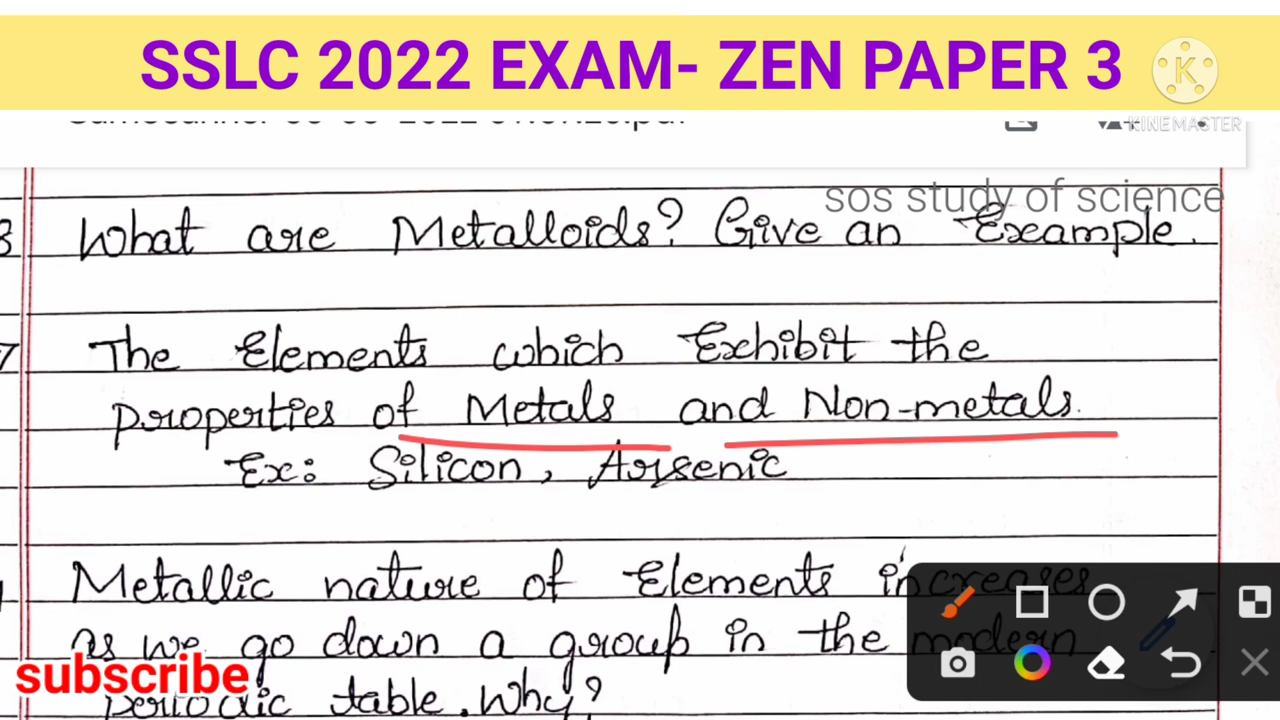 SSLC 2022 EXAM- ZEN PAPER 3
K
KINEMASTER
sos study of science
What are Metalloids? Give an Example.
The Elements which Exhibit the
properties of Metals and Non-metals.
Ex: Silicon, Arsenic
Metallic nature of Elements increases
as we go down a group in the modern
periodic table. Why?
subscribe